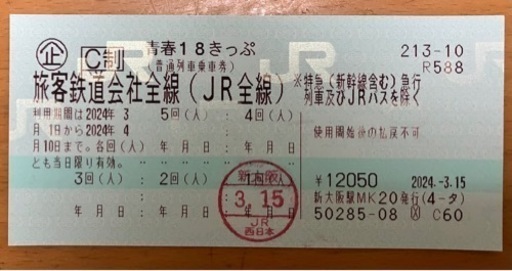 企 C制 青春18きっぷ 213-10
(普通列車乗車券) R588
旅客鉄道会社全線(JR全線) ※特急(新幹線含む)急行
列車及びJRバスを除く
利用期間は2024年 3 5回(人) : 4回(人)
月 1日から2024年 4
月10日まで。各回(人) 年 月 日: 年 月 日 使用開始後の払戻不可
とも当日限り有効。
3回(人) : 2回(人) : 1回(人) ¥12050 2024.-3.15
新大阪駅MK20発行(4-タ)
年 月 日: 年 月 日: 年 月 日 50285-08 C60
新大阪
3.15
JR
西日本